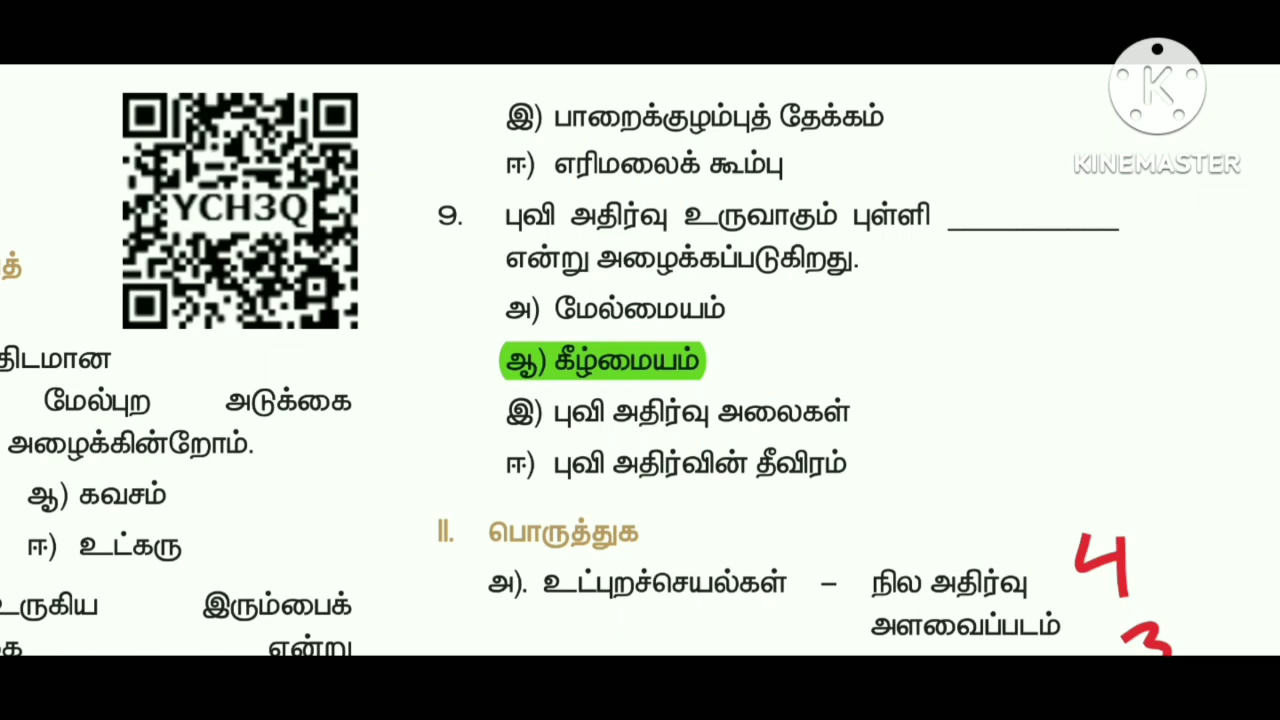 YCH3Q
திடமான
மேல்புற அடுக்கை
அழைக்கின்றோம்.
ஆ) கவசம்
ஈ) உட்கரு
உருகிய இரும்பைக்
என்று
இ) பாறைக்குழம்புத் தேக்கம்
ஈ) எரிமலைக் கூம்பு
9. புவி அதிர்வு உருவாகும் புள்ளி ____________
என்று அழைக்கப்படுகிறது.
அ) மேல்மையம்
ஆ) கீழ்மையம்
இ) புவி அதிர்வு அலைகள்
ஈ) புவி அதிர்வின் தீவிரம்
II. பொருத்துக
அ). உட்புறச்செயல்கள் – நில அதிர்வு 4
அளவைப்படம் 3
K
KINEMASTER